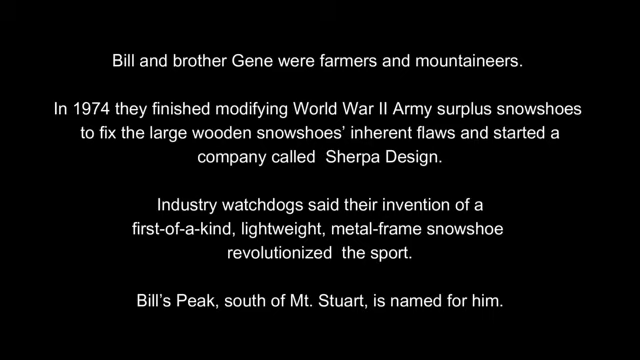 Bill and brother Gene were farmers and mountaineers.
In 1974 they finished modifying World War II Army surplus snowshoes
to fix the large wooden snowshoes' inherent flaws and started a
company called  Sherpa Design.
Industry watchdogs said their invention of a
first-of-a-kind, lightweight, metal-frame snowshoe
revolutionized  the sport.
Bill's Peak, south of Mt. Stuart, is named for him.